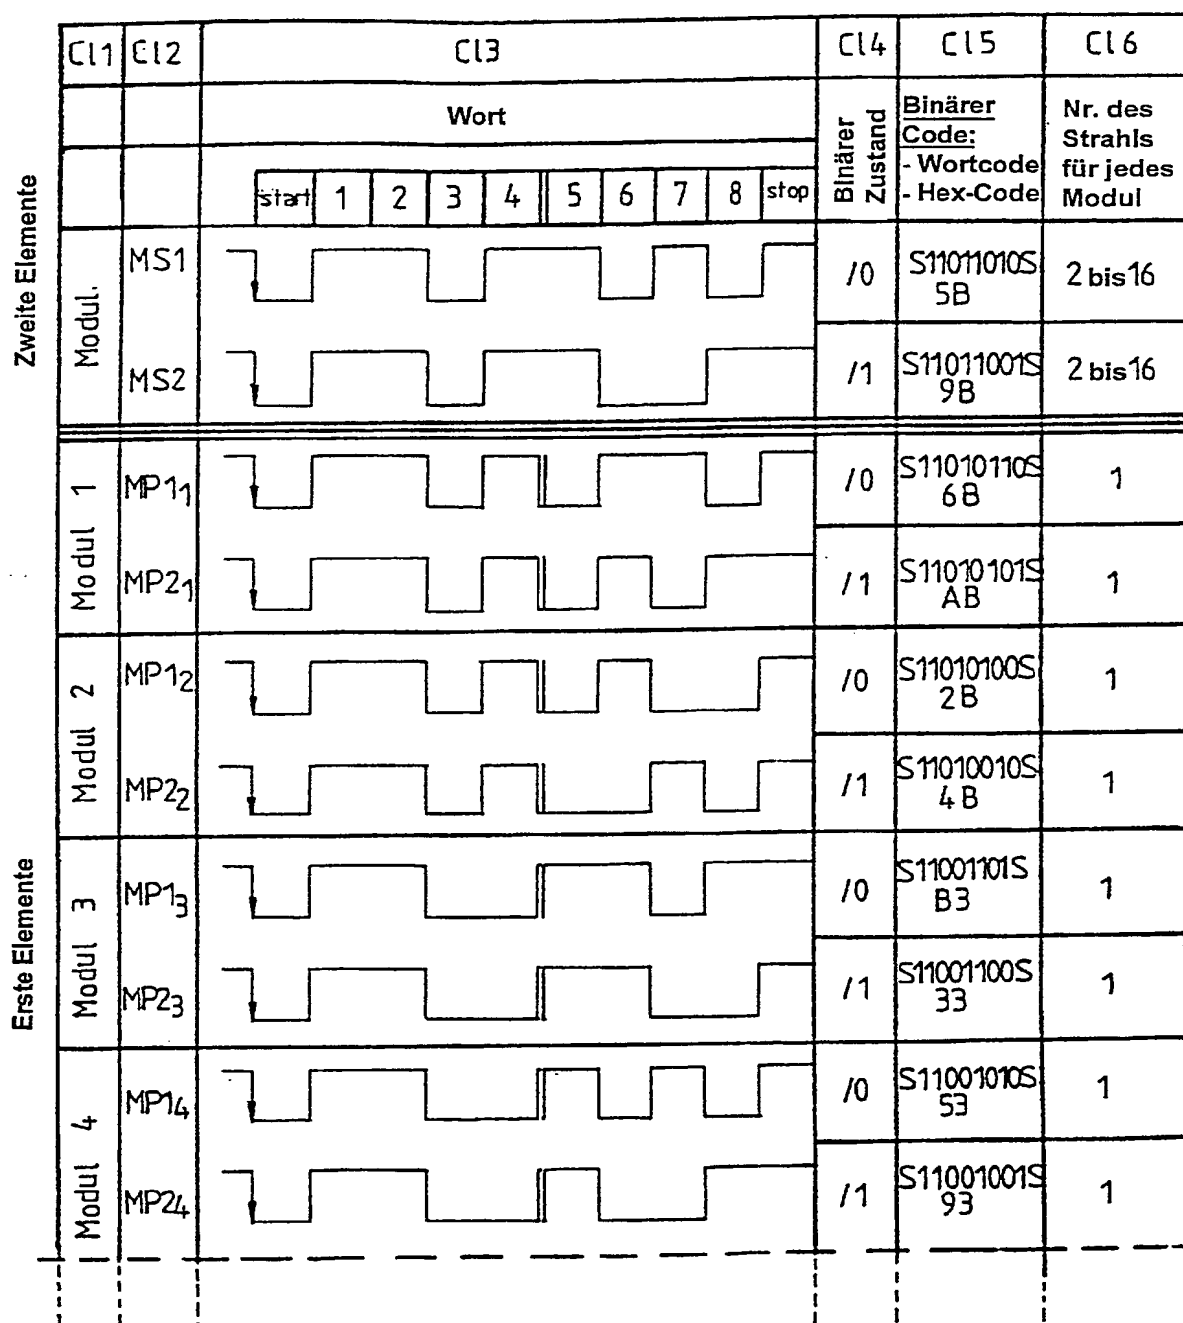 Cl1 Cl2 Cl3 Cl4 Cl5 Cl6
Wort
Binärer
Zustand
Binärer
Code:
- Wortcode
- Hex-Code
Nr. des
Strahls
für jedes
Modul
start 1 2 3 4 5 6 7 8 stop
Zweite Elemente
Modul.
MS1 /0 S11011010S 2 bis 16
5B
MS2 /1 S11011001S 2 bis 16
9B
Erste Elemente
Modul 1
MP1₁ /0 S11010110S 1
6B
MP2₁ /1 S11010101S 1
AB
Modul 2
MP1₂ /0 S11010100S 1
2B
MP2₂ /1 S11010010S 1
4B
Modul 3
MP1₃ /0 S11001101S 1
B3
MP2₃ /1 S11001100S 1
33
Modul 4
MP1₄ /0 S11001010S 1
53
MP2₄ /1 S11001001S 1
93